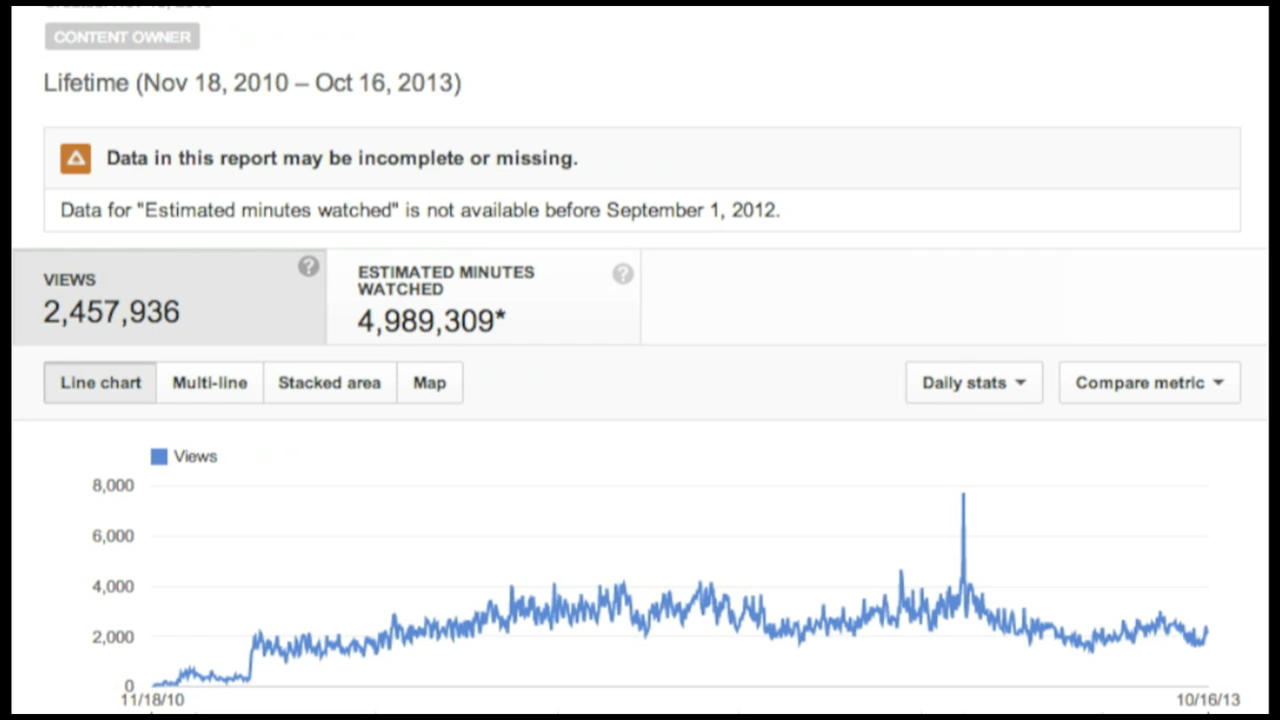 CONTENT OWNER
Lifetime (Nov 18, 2010 – Oct 16, 2013)
Data in this report may be incomplete or missing.
Data for "Estimated minutes watched" is not available before September 1, 2012.
VIEWS
2,457,936
ESTIMATED MINUTES
WATCHED
4,989,309*
Line chart Multi-line Stacked area Map Daily stats Compare metric
Views
8,000
6,000
4,000
2,000
0
11/18/10 10/16/13